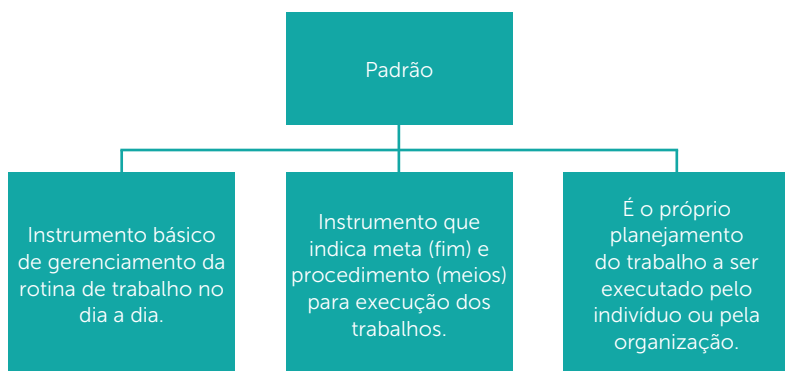 Padrão
Instrumento básico
de gerenciamento da
rotina de trabalho no
dia a dia.
Instrumento que
indica meta (fim) e
procedimento (meios)
para execução dos
trabalhos.
É o próprio
planejamento
do trabalho a ser
executado pelo
indivíduo ou pela
organização.